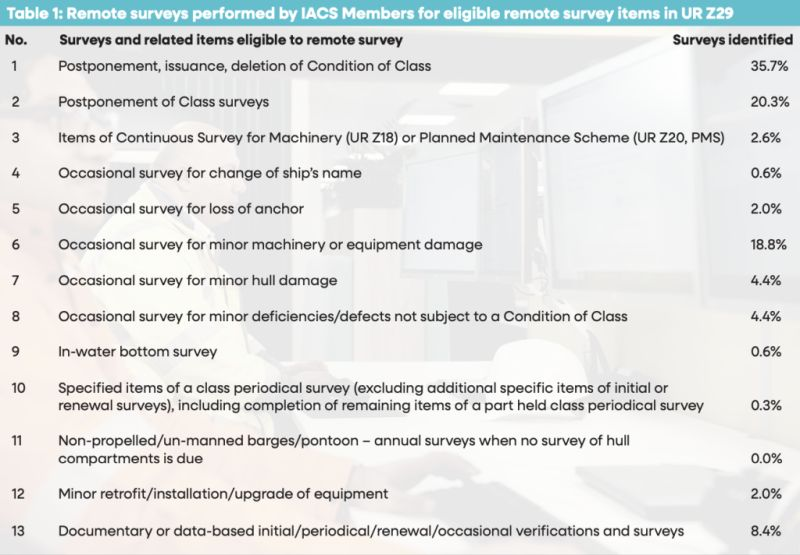 Table 1: Remote surveys performed by IACS Members for eligible remote survey items in UR Z29
No. Surveys and related items eligible to remote survey Surveys identified
1 Postponement, issuance, deletion of Condition of Class 35.7%
2 Postponement of Class surveys 20.3%
3 Items of Continuous Survey for Machinery (UR Z18) or Planned Maintenance Scheme (UR Z20, PMS) 2.6%
4 Occasional survey for change of ship's name 0.6%
5 Occasional survey for loss of anchor 2.0%
6 Occasional survey for minor machinery or equipment damage 18.8%
7 Occasional survey for minor hull damage 4.4%
8 Occasional survey for minor deficiencies/defects not subject to a Condition of Class 4.4%
9 In-water bottom survey 0.6%
10 Specified items of a class periodical survey (excluding additional specific items of initial or
renewal surveys), including completion of remaining items of a part held class periodical survey 0.3%
11 Non-propelled/un-manned barges/pontoon – annual surveys when no survey of hull
compartments is due 0.0%
12 Minor retrofit/installation/upgrade of equipment 2.0%
13 Documentary or data-based initial/periodical/renewal/occasional verifications and surveys 8.4%